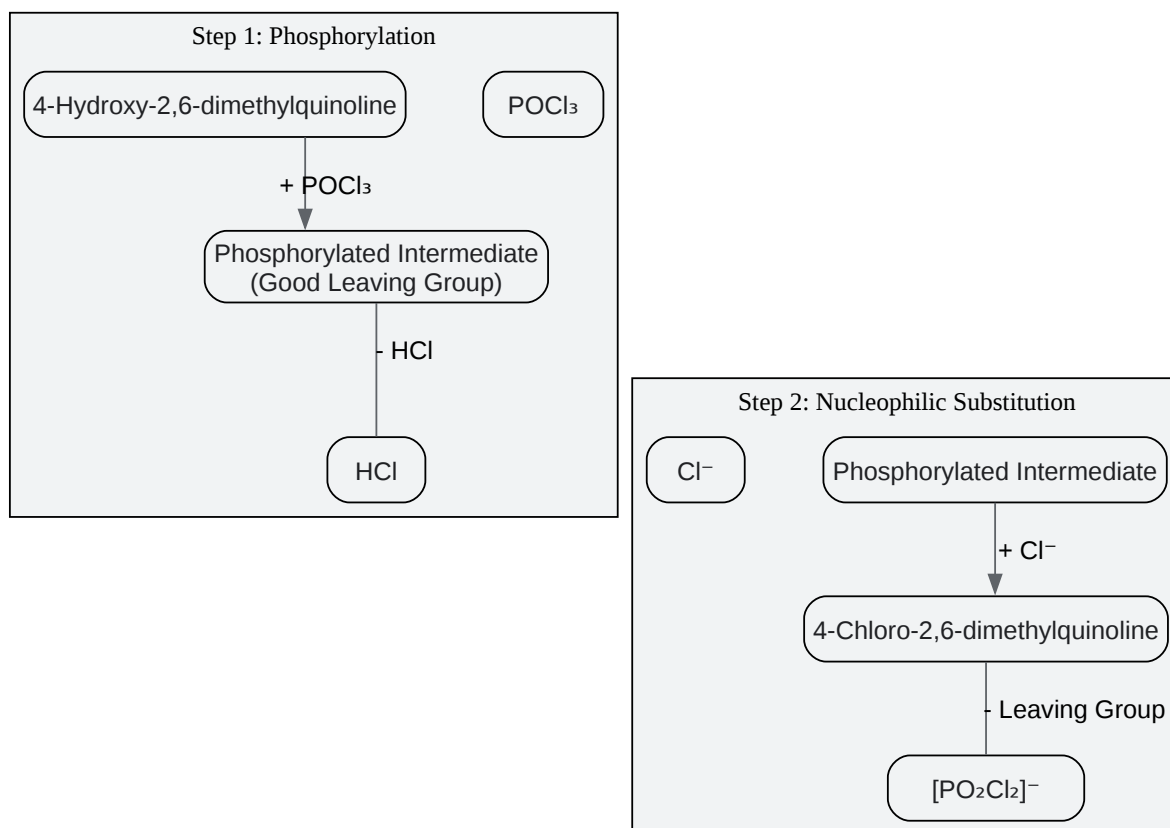 Step 1: Phosphorylation
4-Hydroxy-2,6-dimethylquinoline
POCl₃
+ POCl₃
Phosphorylated Intermediate
(Good Leaving Group)
- HCl
HCl
Step 2: Nucleophilic Substitution
Cl⁻
Phosphorylated Intermediate
+ Cl⁻
4-Chloro-2,6-dimethylquinoline
- Leaving Group
[PO₂Cl₂]⁻